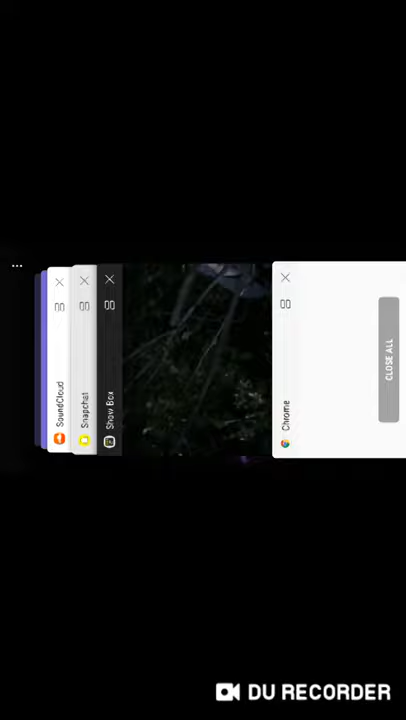 SoundCloud
Snapchat
Show Box
Chrome
CLOSE ALL
DU RECORDER